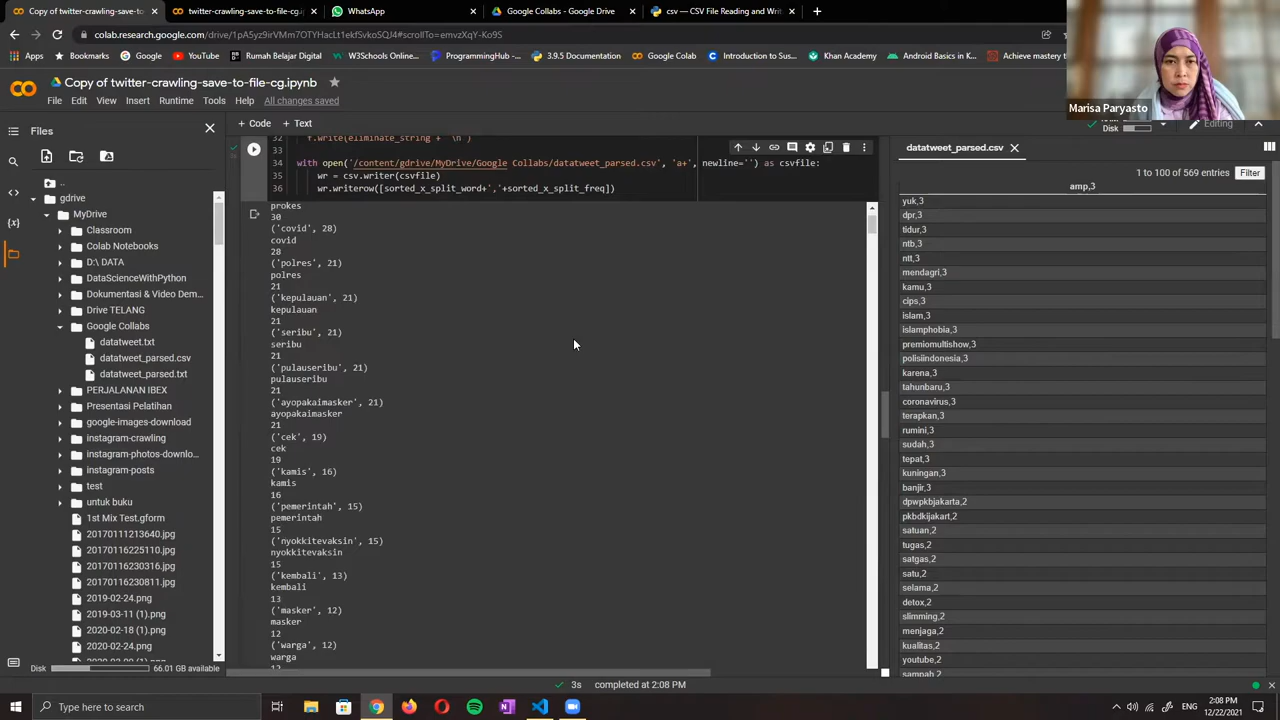 Copy of twitter-crawling-save-to
twitter-crawling-save-to-file-cg.i
WhatsApp
Google Collabs - Google Drive
csv — CSV File Reading and Writ
colab.research.google.com/drive/1pA5yz9irVMm7OTYHacLt1ekfSvkoSQJ4#scrollTo=emvzXqY-Ko9S
Apps
Bookmarks
Google
YouTube
Rumah Belajar Digital
W3Schools Online...
ProgrammingHub -...
3.9.5 Documentation
Google Colab
Introduction to Cg...
Khan Academy
Android Basics in K...
Marisa Paryasto
Copy of twitter-crawling-save-to-file-cg.ipynb
File Edit View Insert Runtime Tools Help All changes saved
+ Code + Text
Disk
Editing
Files
..
gdrive
MyDrive
Classroom
Colab Notebooks
D:\ DATA
DataScienceWithPython
Dokumentasi & Video Dem...
Drive TELANG
Google Collabs
datatweet.txt
datatweet_parsed.csv
datatweet_parsed.txt
PERJALANAN IBEX
Presentasi Pelatihan
google-images-download
instagram-crawling
instagram-photos-downlo...
instagram-posts
test
untuk buku
1st Mix Test.gform
20170111213640.jpg
20170116225110.jpg
20170116230316.jpg
20170116230811.jpg
2019-02-24.png
2019-03-11 (1).png
2020-02-18 (1).png
2020-02-24.png
Disk 66.01 GB available
32 f.write(eliminate_string + '\n')
33
34 with open('/content/gdrive/MyDrive/Google Collabs/datatweet_parsed.csv', 'a+', newline='') as csvfile:
35 wr = csv.writer(csvfile)
36 wr.writerow([sorted_x_split_word+','+sorted_x_split_freq])
prokes
30
('covid', 28)
covid
28
('polres', 21)
polres
21
('kepulauan', 21)
kepulauan
21
('seribu', 21)
seribu
21
('pulauseribu', 21)
pulauseribu
21
('ayopakaimasker', 21)
ayopakaimasker
21
('cek', 19)
cek
19
('kamis', 16)
kamis
16
('pemerintah', 15)
pemerintah
15
('nyokkitevaksin', 15)
nyokkitevaksin
15
('kembali', 13)
kembali
13
('masker', 12)
masker
12
('warga', 12)
warga
12
datatweet_parsed.csv
1 to 100 of 569 entries Filter
amp,3
yuk,3
dpr,3
tidur,3
ntb,3
ntt,3
mendagri,3
kamu,3
cips,3
islam,3
islamphobia,3
premiomultishow,3
polisiindonesia,3
karena,3
tahunbaru,3
coronavirus,3
terapkan,3
rumini,3
sudah,3
tepat,3
kuningan,3
banjir,3
dpwpkbjakarta,2
pkbdkijakart,2
satuan,2
tugas,2
satgas,2
satu,2
selama,2
detox,2
slimming,2
menjaga,2
kualitas,2
youtube,2
sampah,2
3s completed at 2:08 PM
Type here to search
ENG
2:08 PM
12/22/2021